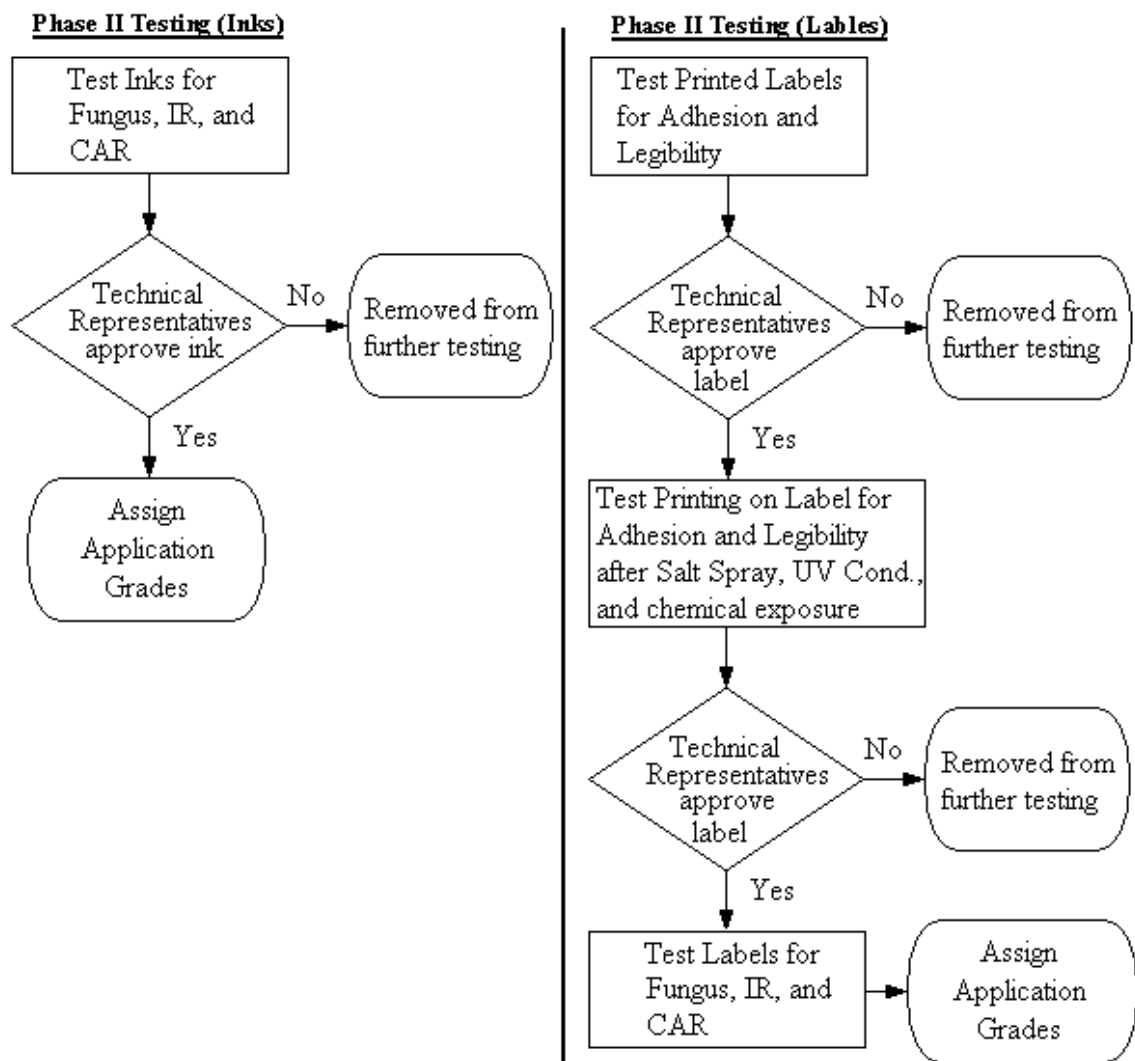 Phase II Testing (Inks)
Test Inks for
Fungus, IR, and
CAR
Technical
Representatives
approve ink
No
Removed from
further testing
Yes
Assign
Application
Grades
Phase II Testing (Lables)
Test Printed Labels
for Adhesion and
Legibility
Technical
Representatives
approve
label
No
Removed from
further testing
Yes
Test Printing on Label for
Adhesion and Legibility
after Salt Spray, UV Cond.,
and chemical exposure
Technical
Representatives
approve
label
No
Removed from
further testing
Yes
Test Labels for
Fungus, IR, and
CAR
Assign
Application
Grades